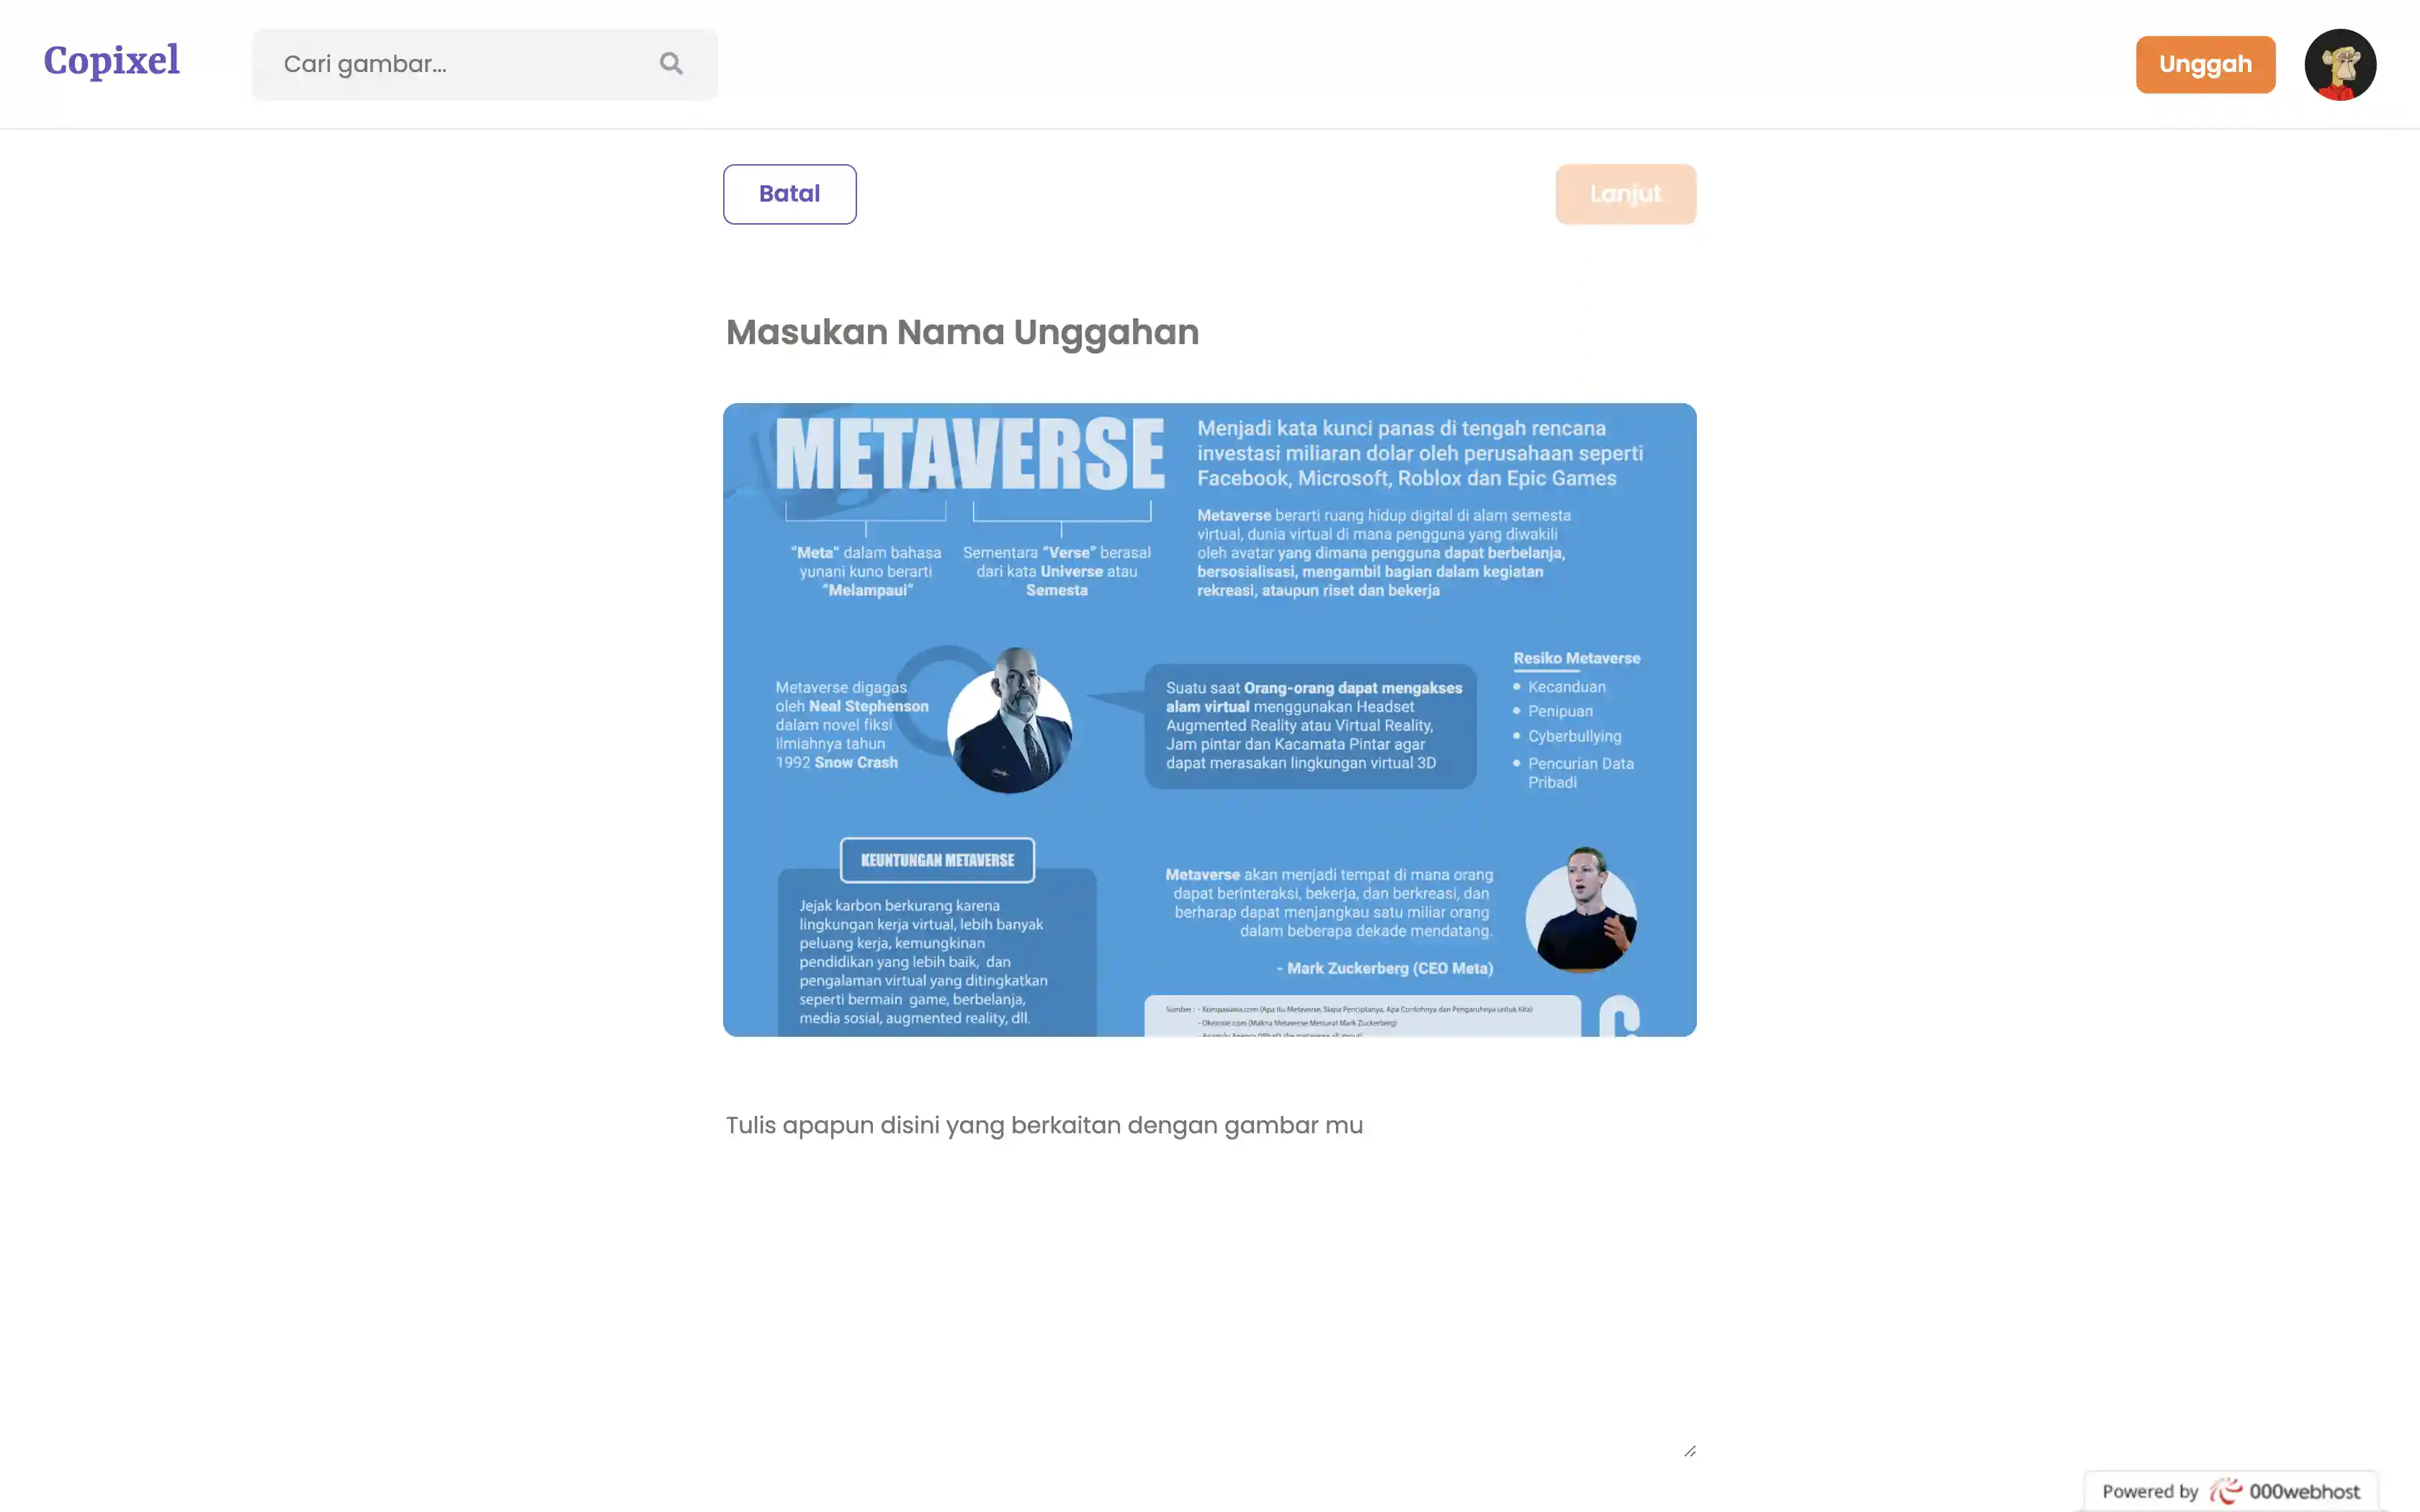 Copixel
Cari gambar...
Unggah
Batal
Lanjut
Masukan Nama Unggahan
METAVERSE
Menjadi kata kunci panas di tengah rencana
investasi miliaran dolar oleh perusahaan seperti
Facebook, Microsoft, Roblox dan Epic Games
"Meta" dalam bahasa
yunani kuno berarti
"Melampaui"
Sementara "Verse" berasal
dari kata Universe atau
Semesta
Metaverse berarti ruang hidup digital di alam semesta
virtual, dunia virtual di mana pengguna yang diwakili
oleh avatar yang dimana pengguna dapat berbelanja,
bersosialisasi, mengambil bagian dalam kegiatan
rekreasi, ataupun riset dan bekerja
Metaverse digagas
oleh Neal Stephenson
dalam novel fiksi
Ilmiahnya tahun
1992 Snow Crash
Suatu saat Orang-orang dapat mengakses
alam virtual menggunakan Headset
Augmented Reality atau Virtual Reality,
Jam pintar dan Kacamata Pintar agar
dapat merasakan lingkungan virtual 3D
Resiko Metaverse
• Kecanduan
• Penipuan
• Cyberbullying
• Pencurian Data
Pribadi
KEUNTUNGAN METAVERSE
Jejak karbon berkurang karena
lingkungan kerja virtual, lebih banyak
peluang kerja, kemungkinan
pendidikan yang lebih baik, dan
pengalaman virtual yang ditingkatkan
seperti bermain game, berbelanja,
media sosial, augmented reality, dll.
Metaverse akan menjadi tempat di mana orang
dapat berinteraksi, bekerja, dan berkreasi, dan
berharap dapat menjangkau satu miliar orang
dalam beberapa dekade mendatang.
- Mark Zuckerberg (CEO Meta)
Sumber : - Kompasiana.com (Apa itu Metaverse, Siapa Penciptanya, Apa Contohnya dan Pengaruhnya untuk Kita)
- Okezone.com (Makna Metaverse Menurut Mark Zuckerberg)
Tulis apapun disini yang berkaitan dengan gambar mu
Powered by 000webhost